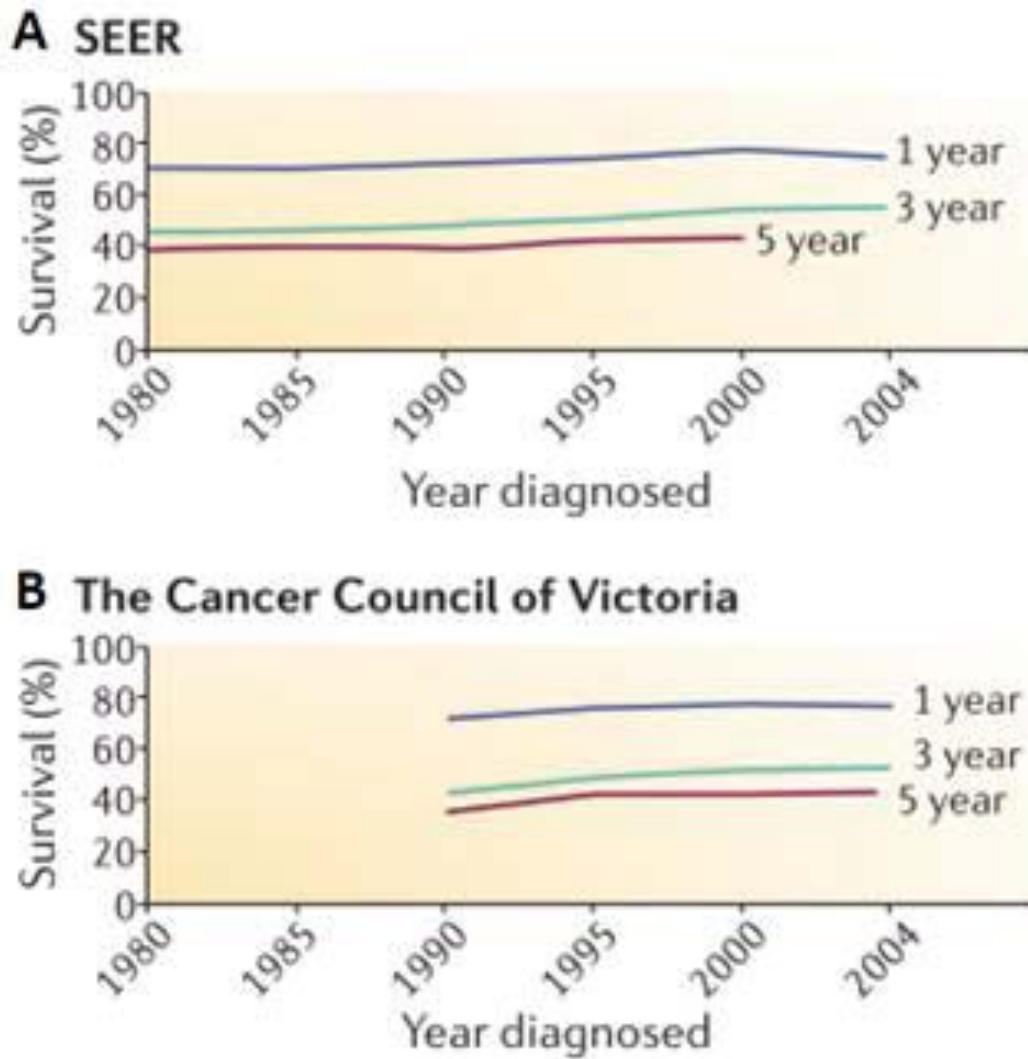 A SEER
Survival (%)
100
80
60
40
20
0
1 year
3 year
5 year
1980
1985
1990
1995
2000
2004
Year diagnosed
B The Cancer Council of Victoria
Survival (%)
100
80
60
40
20
0
1 year
3 year
5 year
1980
1985
1990
1995
2000
2004
Year diagnosed